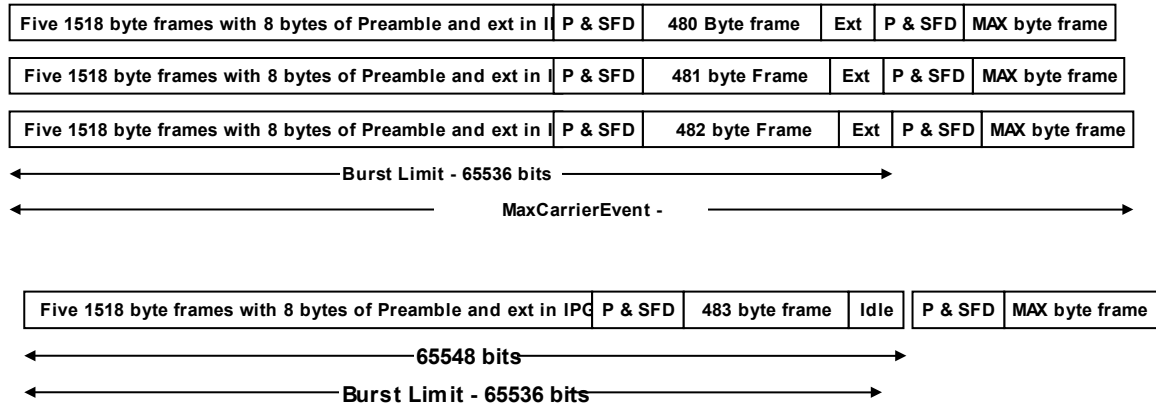 Five 1518 byte frames with 8 bytes of Preamble and ext in I P & SFD 480 Byte frame Ext P & SFD MAX byte frame
Five 1518 byte frames with 8 bytes of Preamble and ext in I P & SFD 481 byte Frame Ext P & SFD MAX byte frame
Five 1518 byte frames with 8 bytes of Preamble and ext in I P & SFD 482 byte Frame Ext P & SFD MAX byte frame
Burst Limit - 65536 bits
MaxCarrierEvent -
Five 1518 byte frames with 8 bytes of Preamble and ext in IPG P & SFD 483 byte frame Idle P & SFD MAX byte frame
65548 bits
Burst Limit - 65536 bits